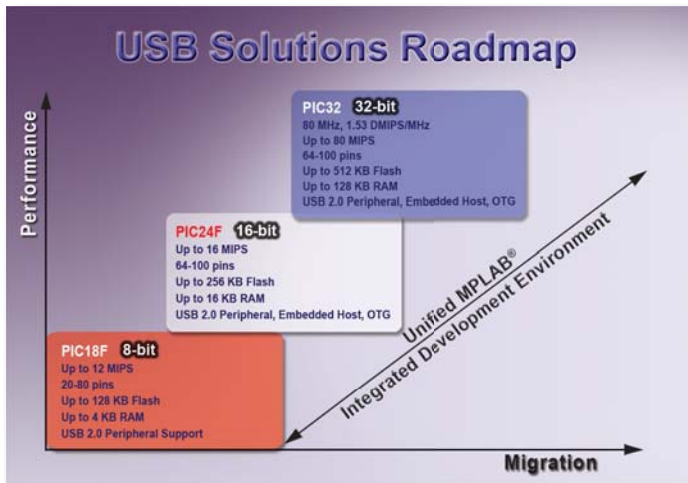 USB Solutions Roadmap
Performance
PIC32 32-bit
80 MHz, 1.53 DMIPS/MHz
Up to 80 MIPS
64-100 pins
Up to 512 KB Flash
Up to 128 KB RAM
USB 2.0 Peripheral, Embedded Host, OTG
PIC24F 16-bit
Up to 16 MIPS
64-100 pins
Up to 256 KB Flash
Up to 16 KB RAM
USB 2.0 Peripheral, Embedded Host, OTG
PIC18F 8-bit
Up to 12 MIPS
20-80 pins
Up to 128 KB Flash
Up to 4 KB RAM
USB 2.0 Peripheral Support
Unified MPLAB®
Integrated Development Environment
Migration